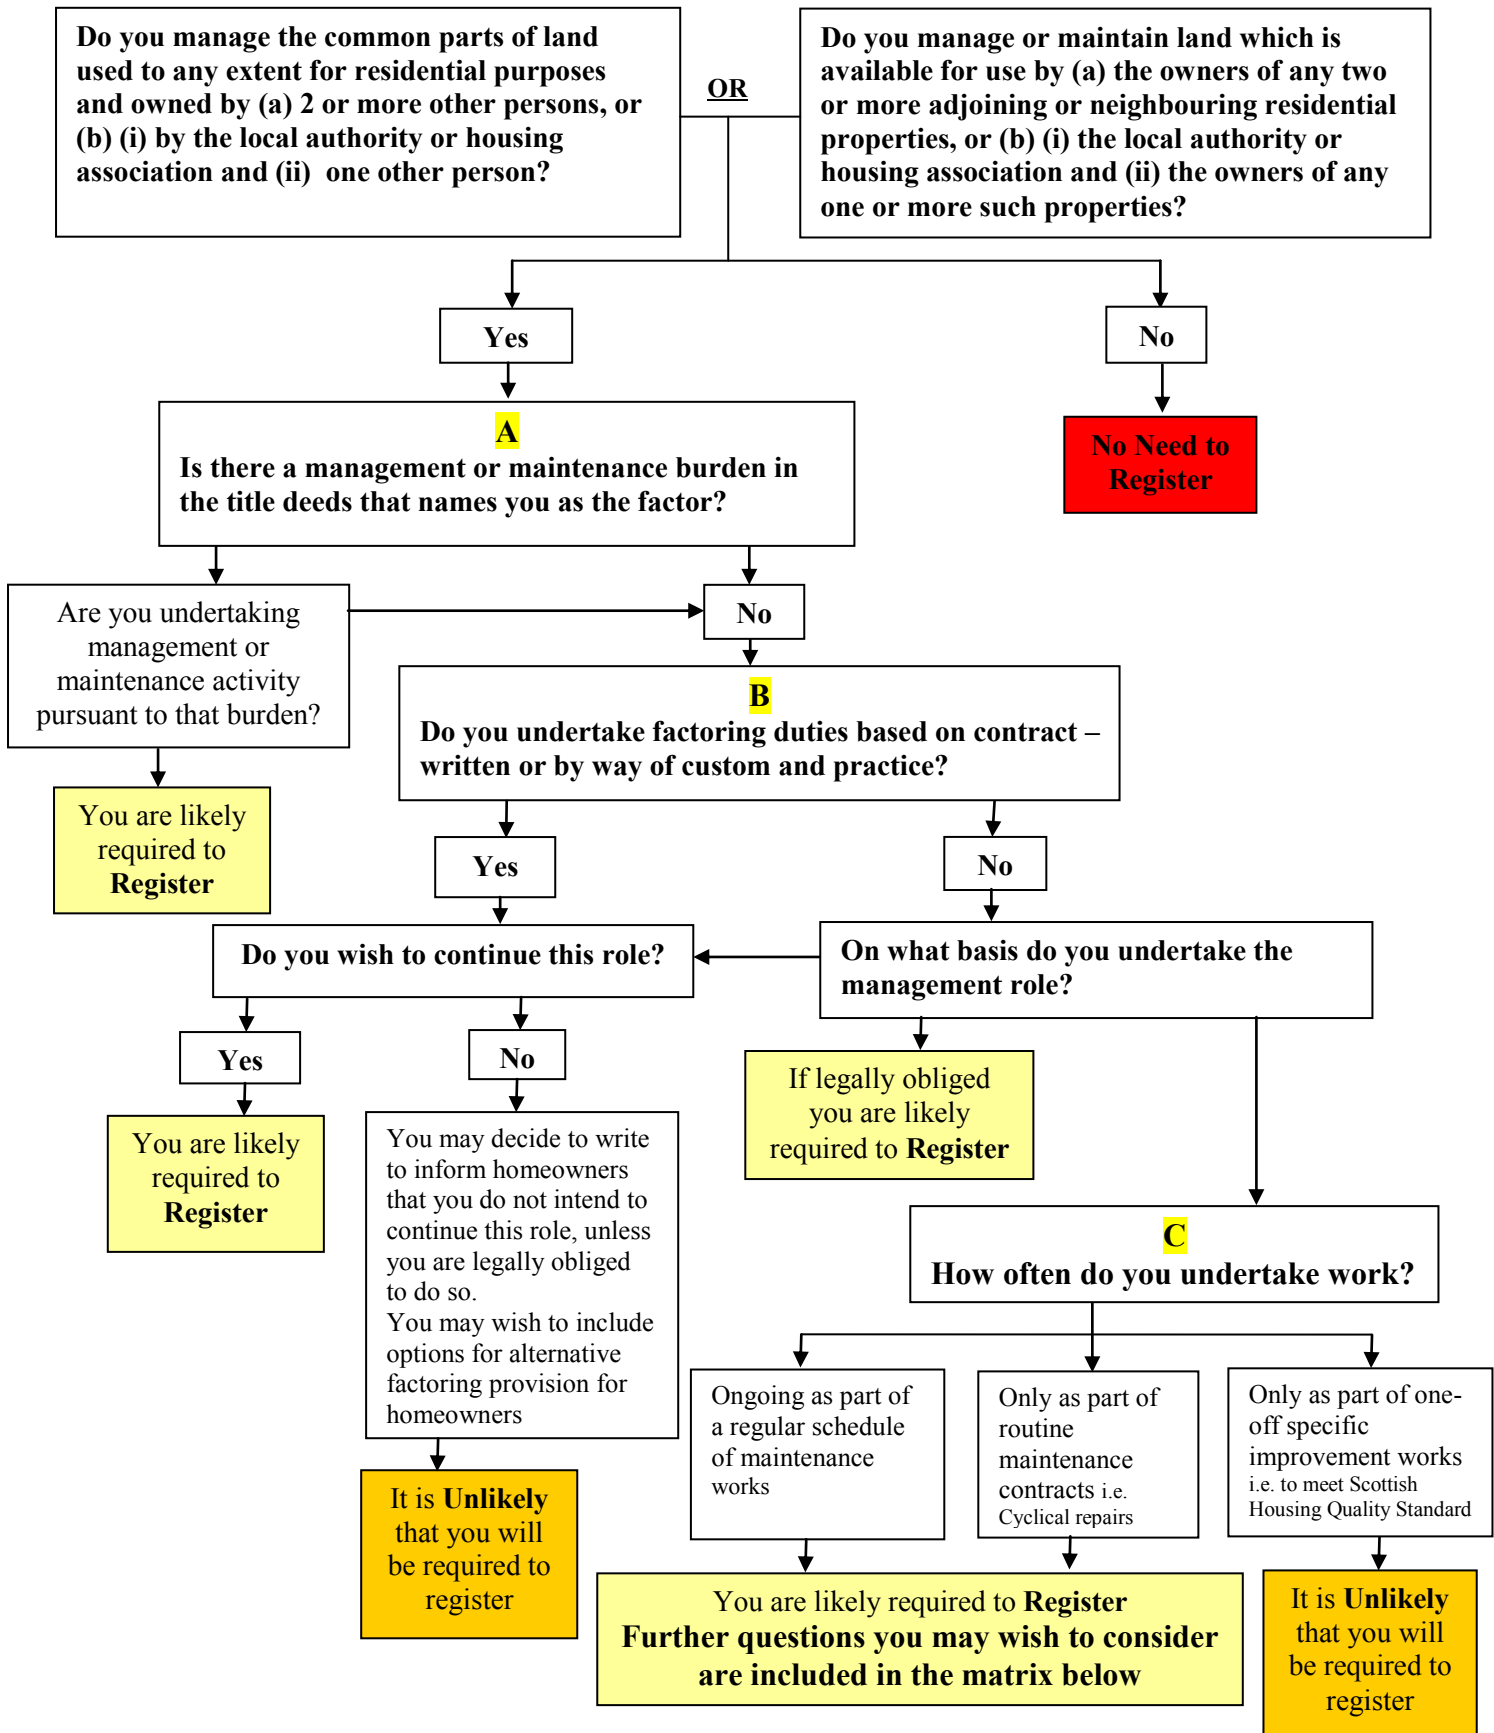 Do you manage the common parts of land
used to any extent for residential purposes
and owned by (a) 2 or more other persons, or
(b) (i) by the local authority or housing
association and (ii) one other person?
OR
Do you manage or maintain land which is
available for use by (a) the owners of any two
or more adjoining or neighbouring residential
properties, or (b) (i) the local authority or
housing association and (ii) the owners of any
one or more such properties?
Yes
No
A
Is there a management or maintenance burden in
the title deeds that names you as the factor?
No Need to
Register
Are you undertaking
management or
maintenance activity
pursuant to that burden?
No
B
Do you undertake factoring duties based on contract –
written or by way of custom and practice?
You are likely
required to
Register
Yes
No
Do you wish to continue this role?
On what basis do you undertake the
management role?
Yes
No
If legally obliged
you are likely
required to Register
You are likely
required to
Register
You may decide to write
to inform homeowners
that you do not intend to
continue this role, unless
you are legally obliged
to do so.
You may wish to include
options for alternative
factoring provision for
homeowners
C
How often do you undertake work?
Ongoing as part of
a regular schedule
of maintenance
works
Only as part of
routine
maintenance
contracts i.e.
Cyclical repairs
Only as part of one-
off specific
improvement works
i.e. to meet Scottish
Housing Quality Standard
It is Unlikely
that you will
be required to
register
You are likely required to Register
Further questions you may wish to consider
are included in the matrix below
It is Unlikely
that you will
be required to
register